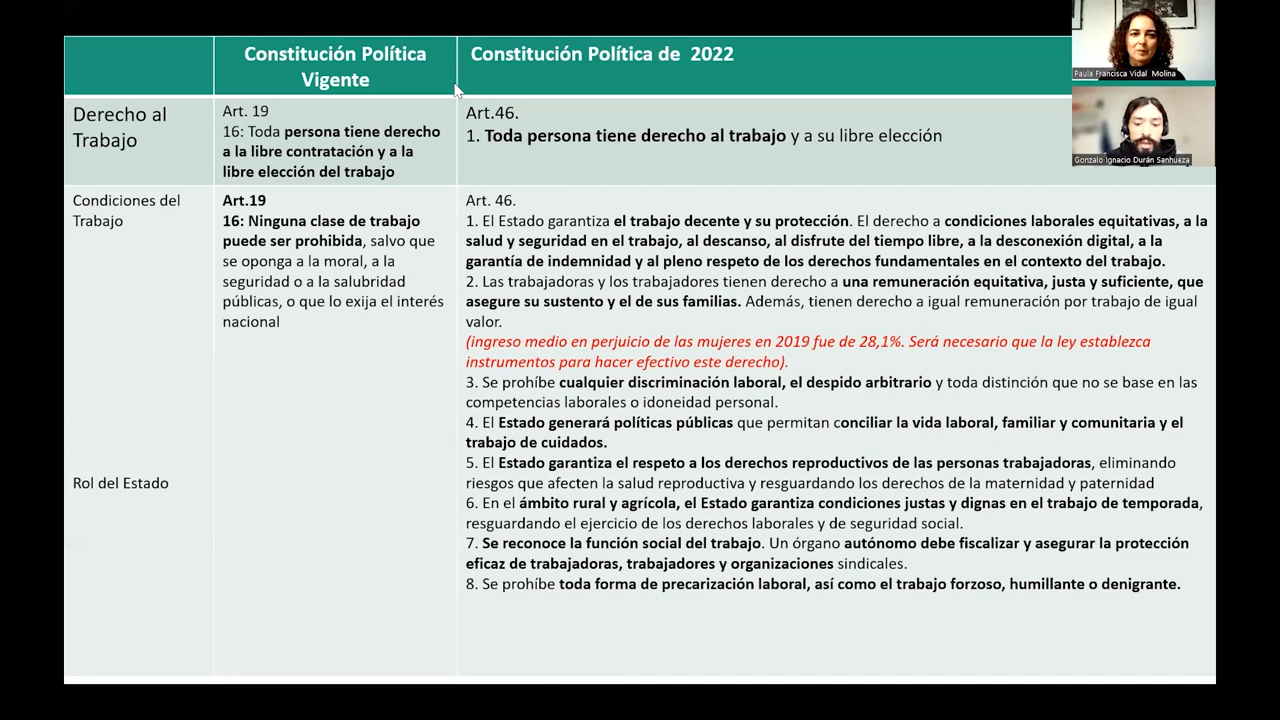 Constitución Política
Vigente
Constitución Política de 2022
Paula Francisca Vidal Molina
Gonzalo Ignacio Durán Sanhueza
Derecho al
Trabajo
Art. 19
16: Toda persona tiene derecho
a la libre contratación y a la
libre elección del trabajo
Art.46.
1. Toda persona tiene derecho al trabajo y a su libre elección
Condiciones del
Trabajo
Rol del Estado
Art.19
16: Ninguna clase de trabajo
puede ser prohibida, salvo que
se oponga a la moral, a la
seguridad o a la salubridad
públicas, o que lo exija el interés
nacional
Art. 46.
1. El Estado garantiza el trabajo decente y su protección. El derecho a condiciones laborales equitativas, a la
salud y seguridad en el trabajo, al descanso, al disfrute del tiempo libre, a la desconexión digital, a la
garantía de indemnidad y al pleno respeto de los derechos fundamentales en el contexto del trabajo.
2. Las trabajadoras y los trabajadores tienen derecho a una remuneración equitativa, justa y suficiente, que
asegure su sustento y el de sus familias. Además, tienen derecho a igual remuneración por trabajo de igual
valor.
(ingreso medio en perjuicio de las mujeres en 2019 fue de 28,1%. Será necesario que la ley establezca
instrumentos para hacer efectivo este derecho).
3. Se prohíbe cualquier discriminación laboral, el despido arbitrario y toda distinción que no se base en las
competencias laborales o idoneidad personal.
4. El Estado generará políticas públicas que permitan conciliar la vida laboral, familiar y comunitaria y el
trabajo de cuidados.
5. El Estado garantiza el respeto a los derechos reproductivos de las personas trabajadoras, eliminando
riesgos que afecten la salud reproductiva y resguardando los derechos de la maternidad y paternidad
6. En el ámbito rural y agrícola, el Estado garantiza condiciones justas y dignas en el trabajo de temporada,
resguardando el ejercicio de los derechos laborales y de seguridad social.
7. Se reconoce la función social del trabajo. Un órgano autónomo debe fiscalizar y asegurar la protección
eficaz de trabajadoras, trabajadores y organizaciones sindicales.
8. Se prohíbe toda forma de precarización laboral, así como el trabajo forzoso, humillante o denigrante.